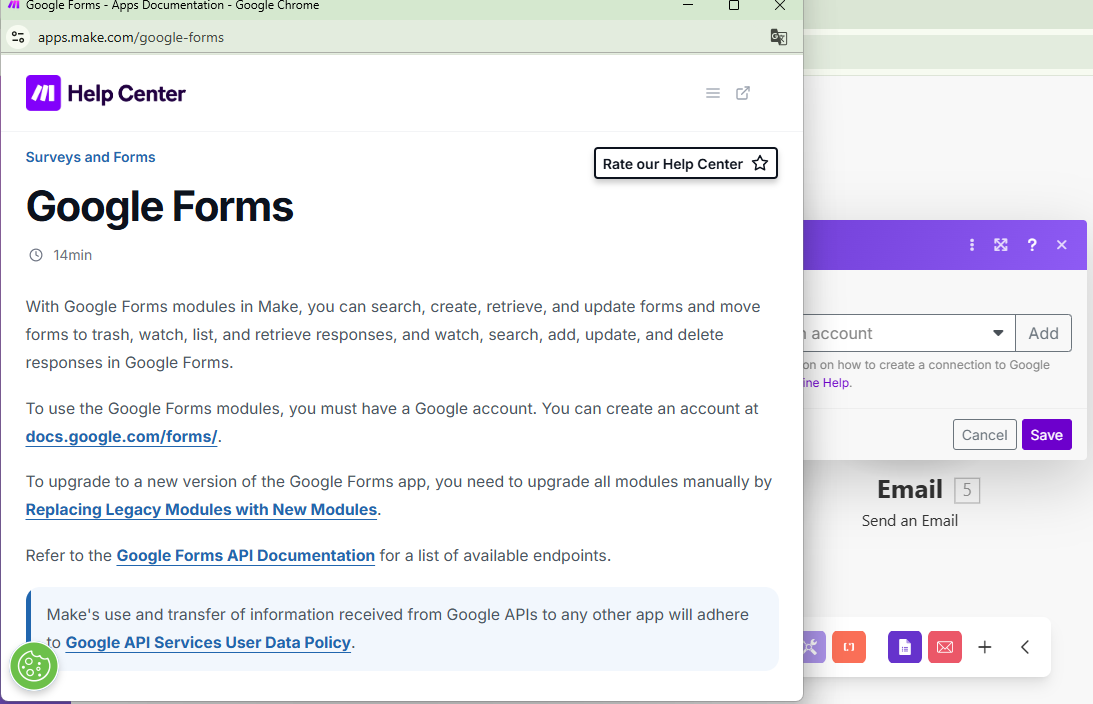 Google Forms - Apps Documentation - Google Chrome
apps.make.com/google-forms
Help Center
Surveys and Forms
Rate our Help Center
Google Forms
14min
With Google Forms modules in Make, you can search, create, retrieve, and update forms and move
forms to trash, watch, list, and retrieve responses, and watch, search, add, update, and delete
responses in Google Forms.
To use the Google Forms modules, you must have a Google account. You can create an account at
docs.google.com/forms/.
To upgrade to a new version of the Google Forms app, you need to upgrade all modules manually by
Replacing Legacy Modules with New Modules.
Refer to the Google Forms API Documentation for a list of available endpoints.
Make's use and transfer of information received from Google APIs to any other app will adhere
to Google API Services User Data Policy.
account
Add
on on how to create a connection to Google
ine Help.
Cancel
Save
Email 5
Send an Email